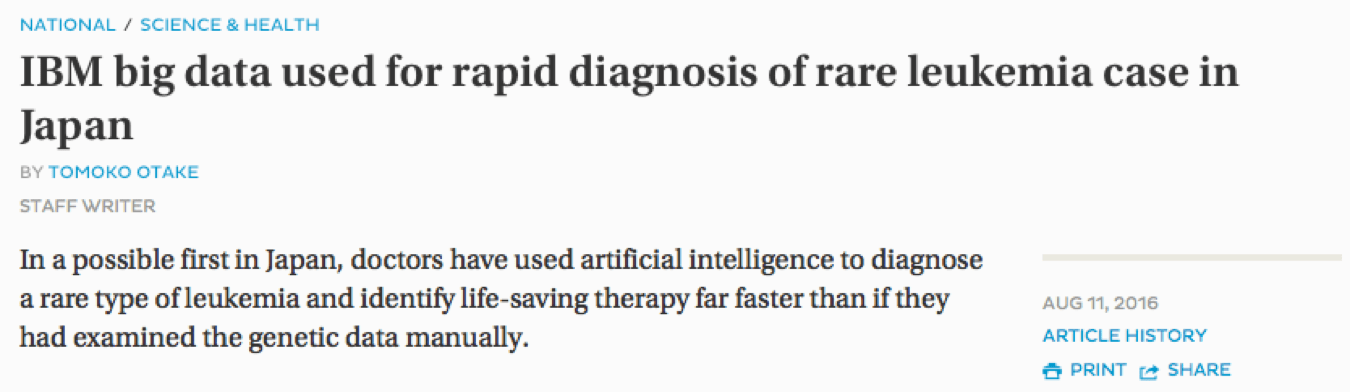 NATIONAL / SCIENCE & HEALTH
IBM big data used for rapid diagnosis of rare leukemia case in
Japan
BY TOMOKO OTAKE
STAFF WRITER
In a possible first in Japan, doctors have used artificial intelligence to diagnose
a rare type of leukemia and identify life-saving therapy far faster than if they
had examined the genetic data manually.
AUG 11, 2016
ARTICLE HISTORY
PRINT SHARE